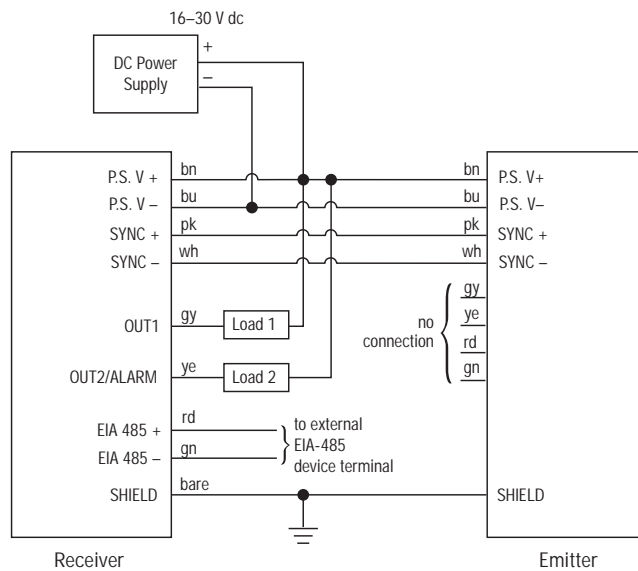 16–30 V dc
DC Power
Supply
+
–
P.S. V +
bn
bn
P.S. V+
P.S. V –
bu
bu
P.S. V–
SYNC +
pk
pk
SYNC +
SYNC –
wh
wh
SYNC –
OUT1
gy
Load 1
OUT2/ALARM
ye
Load 2
no
connection
gy
ye
rd
gn
EIA 485 +
rd
EIA 485 –
gn
to external
EIA-485
device terminal
SHIELD
bare
SHIELD
Receiver
Emitter